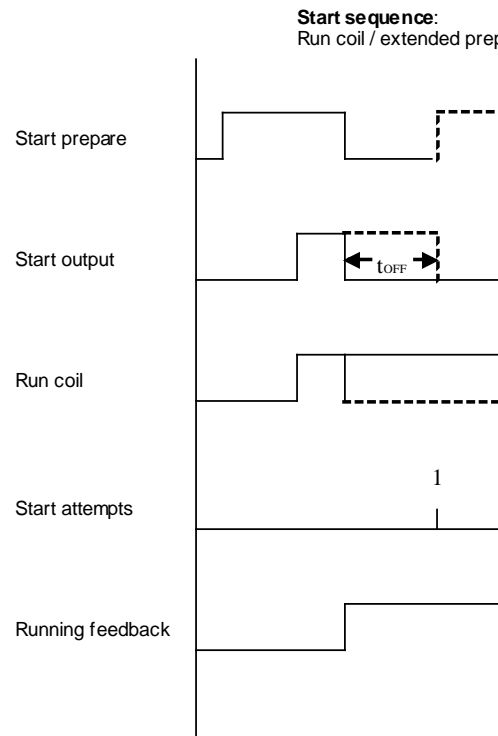 Start sequence:
Run coil / extended prep
Start prepare
Start output
tOFF
Run coil
1
Start attempts
Running feedback